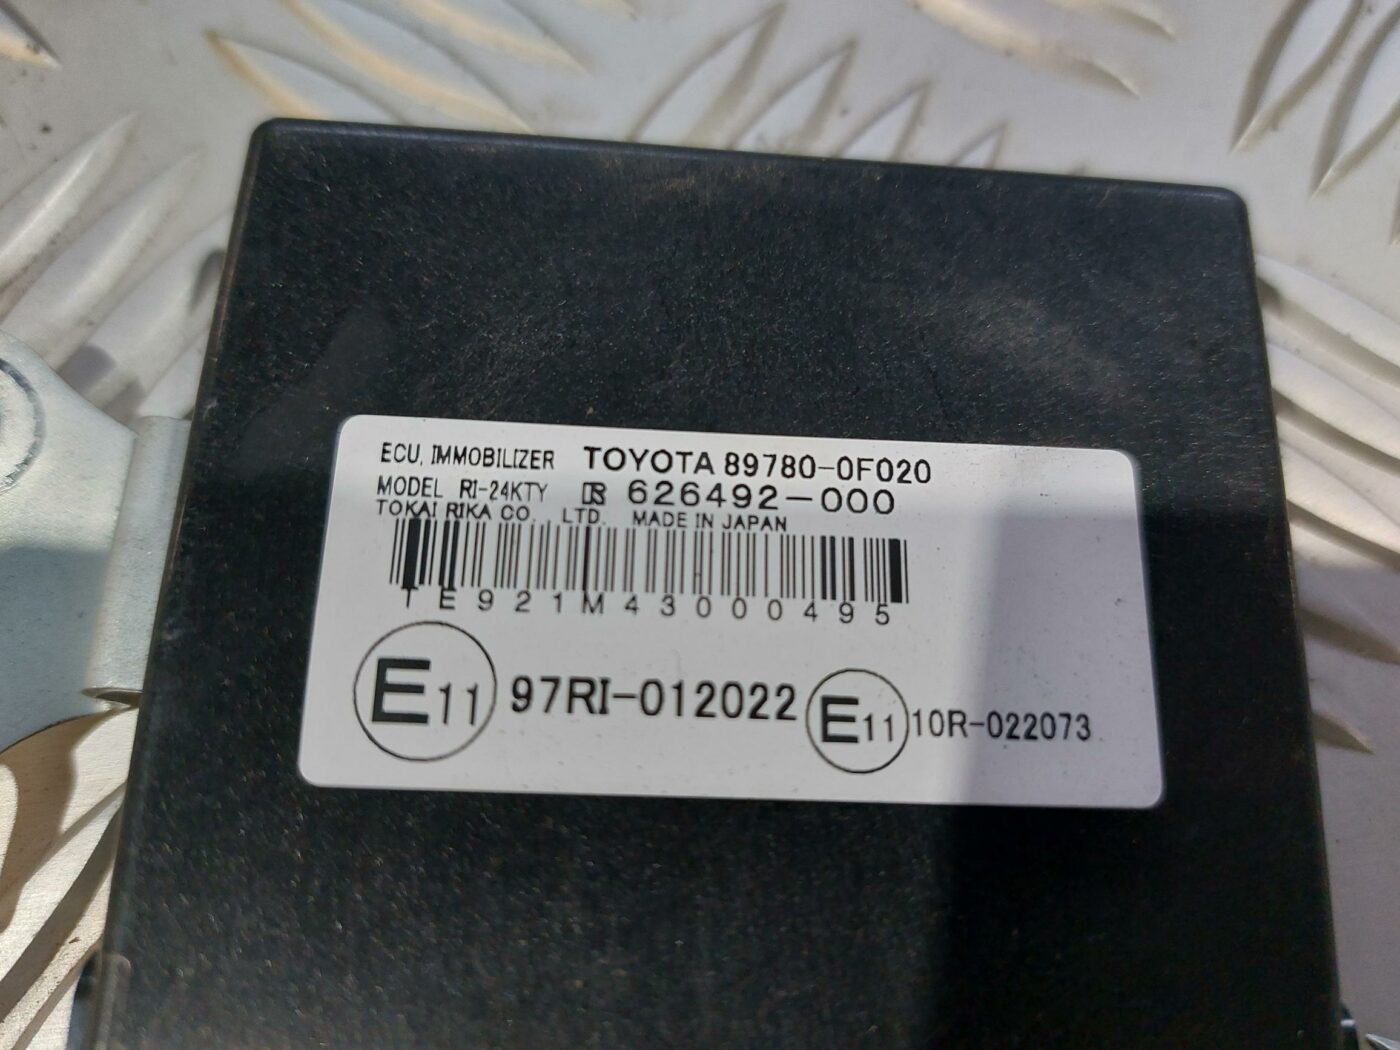 ECU, IMMOBILIZER TOYOTA 89780-0F020
MODEL RI-24KTY 626492-000
TOKAI RIKA CO. LTD. MADE IN JAPAN
TE921M43000495
E11 97RI-012022 E11 10R-022073